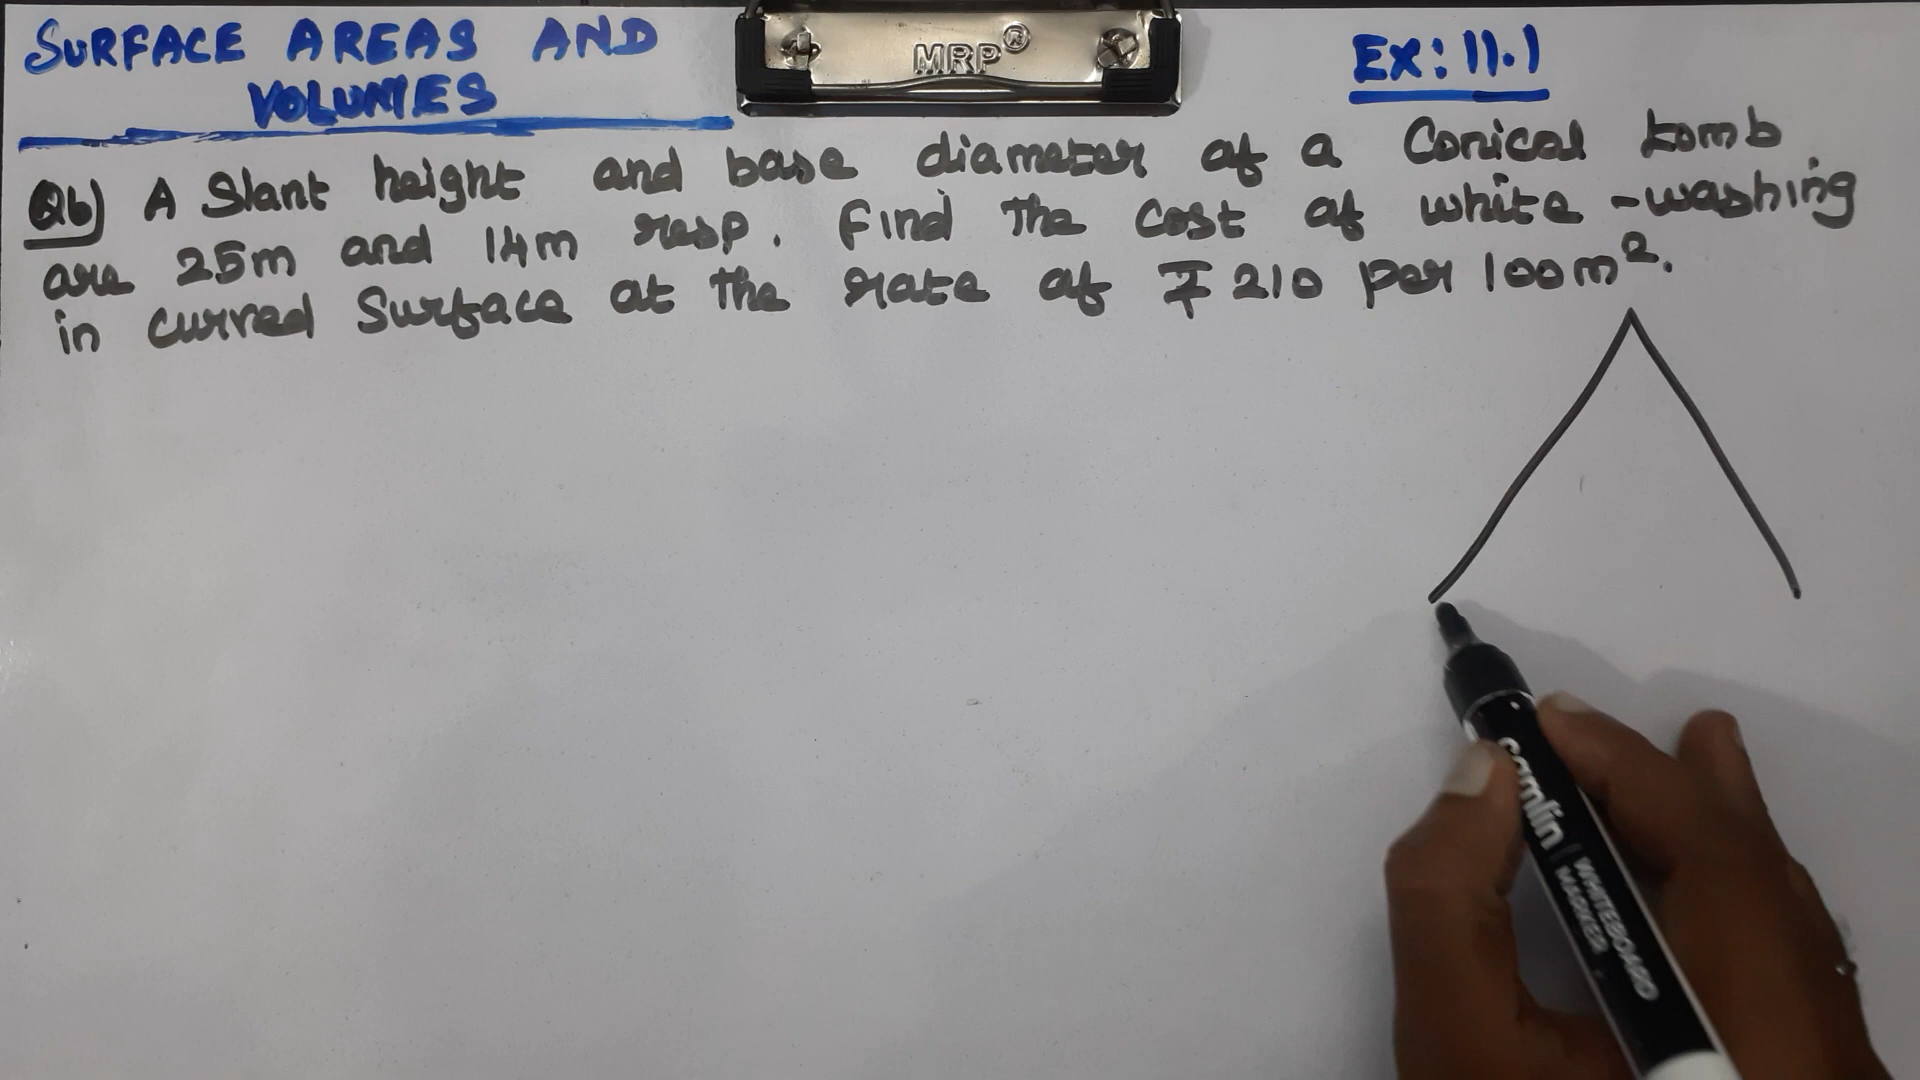 SURFACE AREAS AND
VOLUMES
MRP®
Ex: 11.1
Q6) A Slant height and base diameter of a Conical tomb
are 25m and 14m resp. Find The Cost of white-washing
in curved Surface at the rate of ₹ 210 per 100m².
Camlin
WHITEBOARD
MARKER